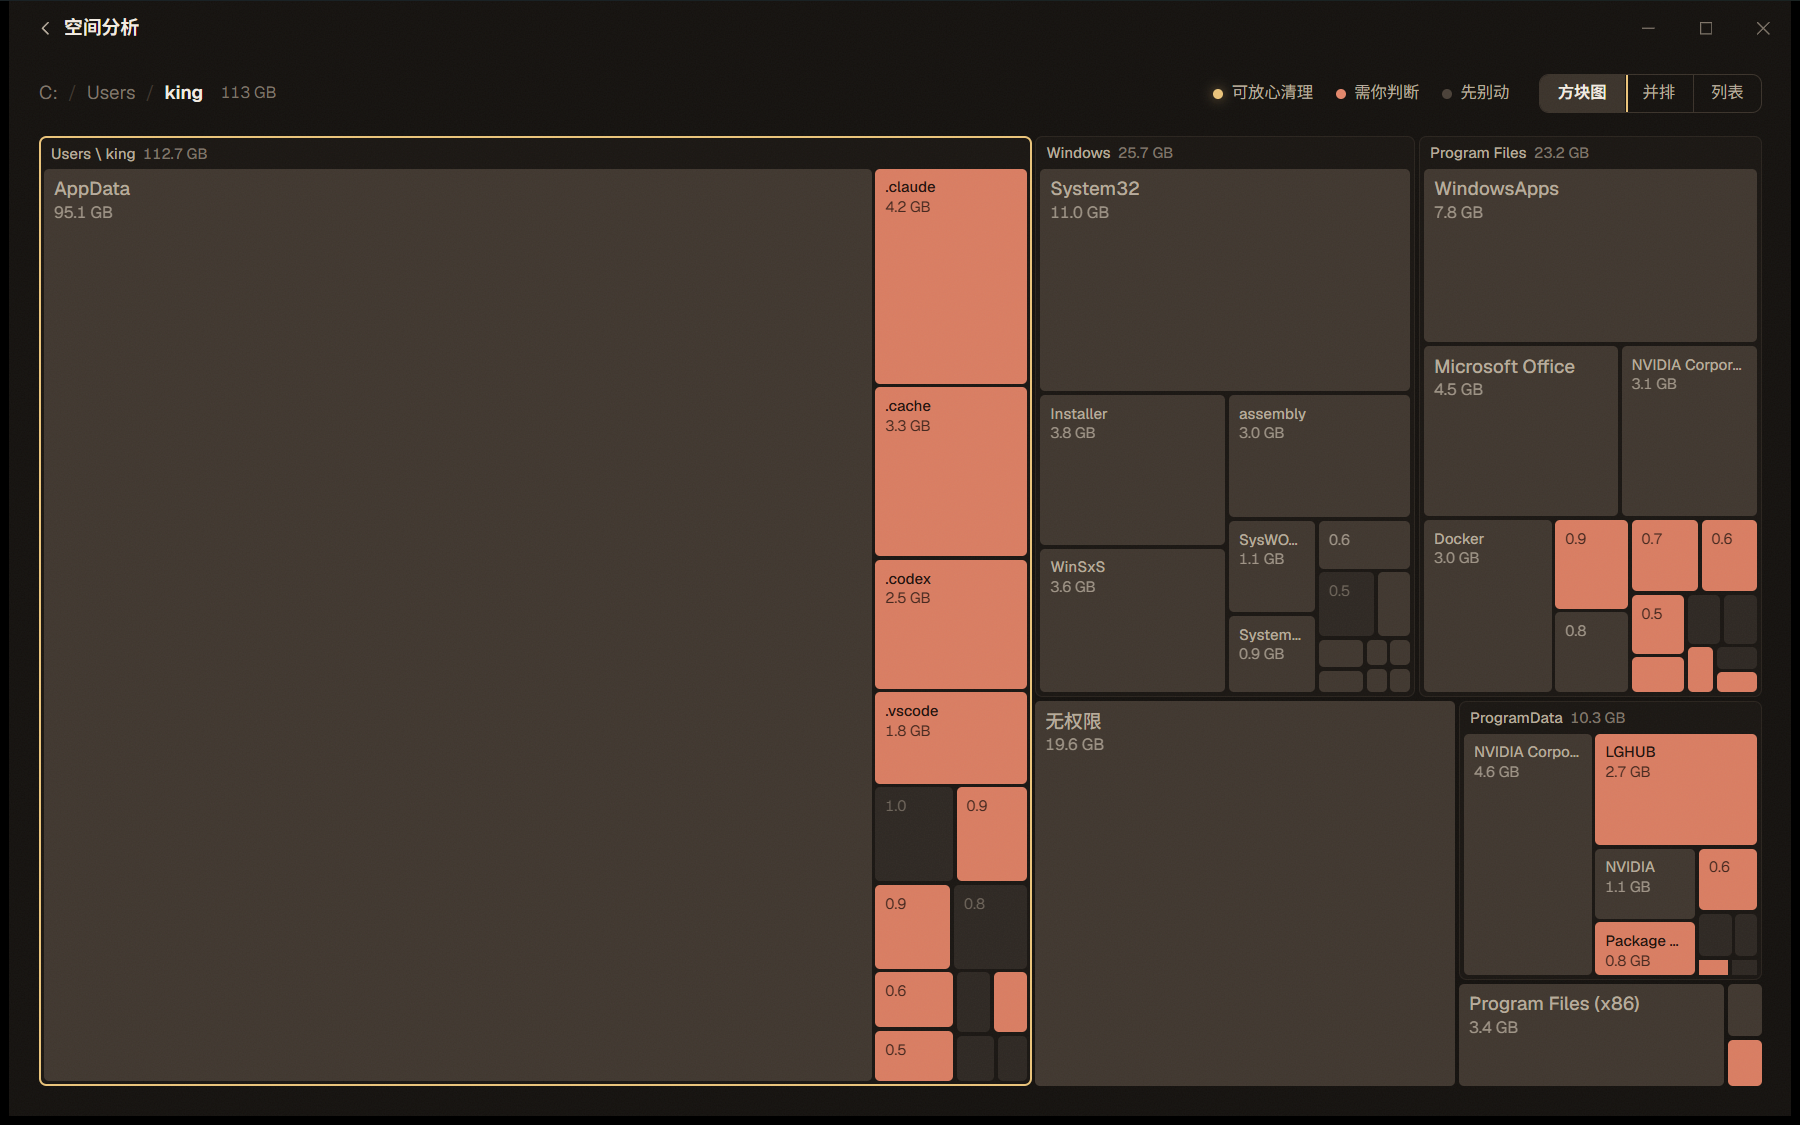 空间分析
C: / Users / king 113 GB
可放心清理 需你判断 先别动
方块图 并排 列表
Users \ king 112.7 GB
AppData
95.1 GB
.claude
4.2 GB
.cache
3.3 GB
.codex
2.5 GB
.vscode
1.8 GB
1.0
0.9
0.9
0.8
0.6
0.5
Windows 25.7 GB
System32
11.0 GB
Installer
3.8 GB
assembly
3.0 GB
WinSxS
3.6 GB
SysWO...
1.1 GB
0.6
0.5
System...
0.9 GB
Program Files 23.2 GB
WindowsApps
7.8 GB
Microsoft Office
4.5 GB
NVIDIA Corpor...
3.1 GB
Docker
3.0 GB
0.9
0.7
0.6
0.5
0.8
无权限
19.6 GB
ProgramData 10.3 GB
NVIDIA Corpo...
4.6 GB
LGHUB
2.7 GB
NVIDIA
1.1 GB
0.6
Package ...
0.8 GB
Program Files (x86)
3.4 GB